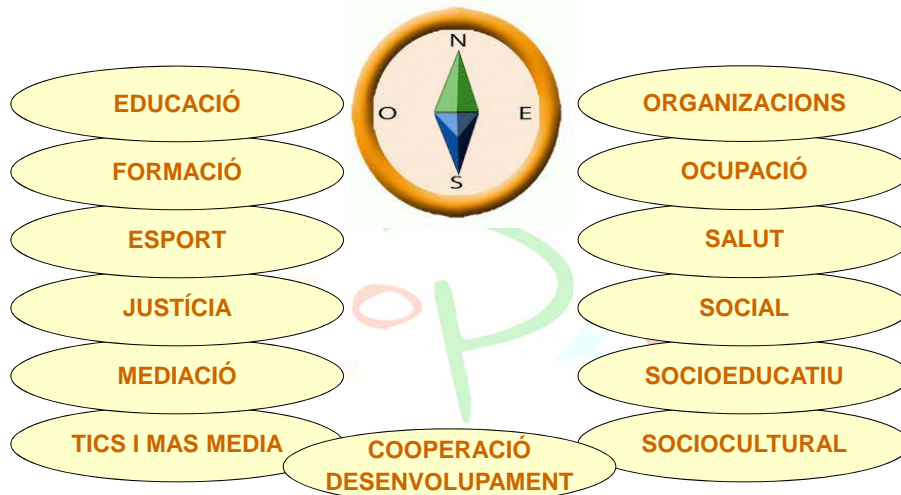 N
O
E
S
EDUCACIÓ
FORMACIÓ
ESPORT
JUSTÍCIA
MEDIACIÓ
TICS I MAS MEDIA
COOPERACIÓ
DESENVOLUPAMENT
ORGANIZACIONS
OCUPACIÓ
SALUT
SOCIAL
SOCIOEDUCATIU
SOCIOCULTURAL